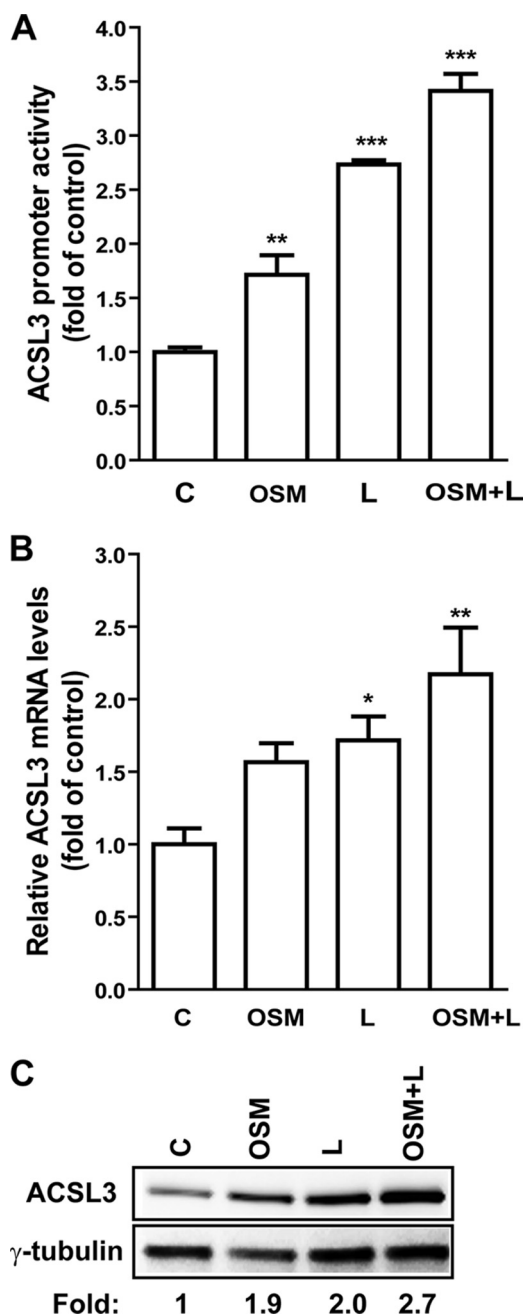 A
ACSL3 promoter activity
(fold of control)
4.0
3.5
3.0
2.5
2.0
1.5
1.0
0.5
0.0
**
***
***
C OSM L OSM+L
B
Relative ACSL3 mRNA levels
(fold of control)
3.0
2.5
2.0
1.5
1.0
0.5
0.0
*
**
C OSM L OSM+L
C
C OSM L OSM+L
ACSL3
γ-tubulin
Fold: 1 1.9 2.0 2.7